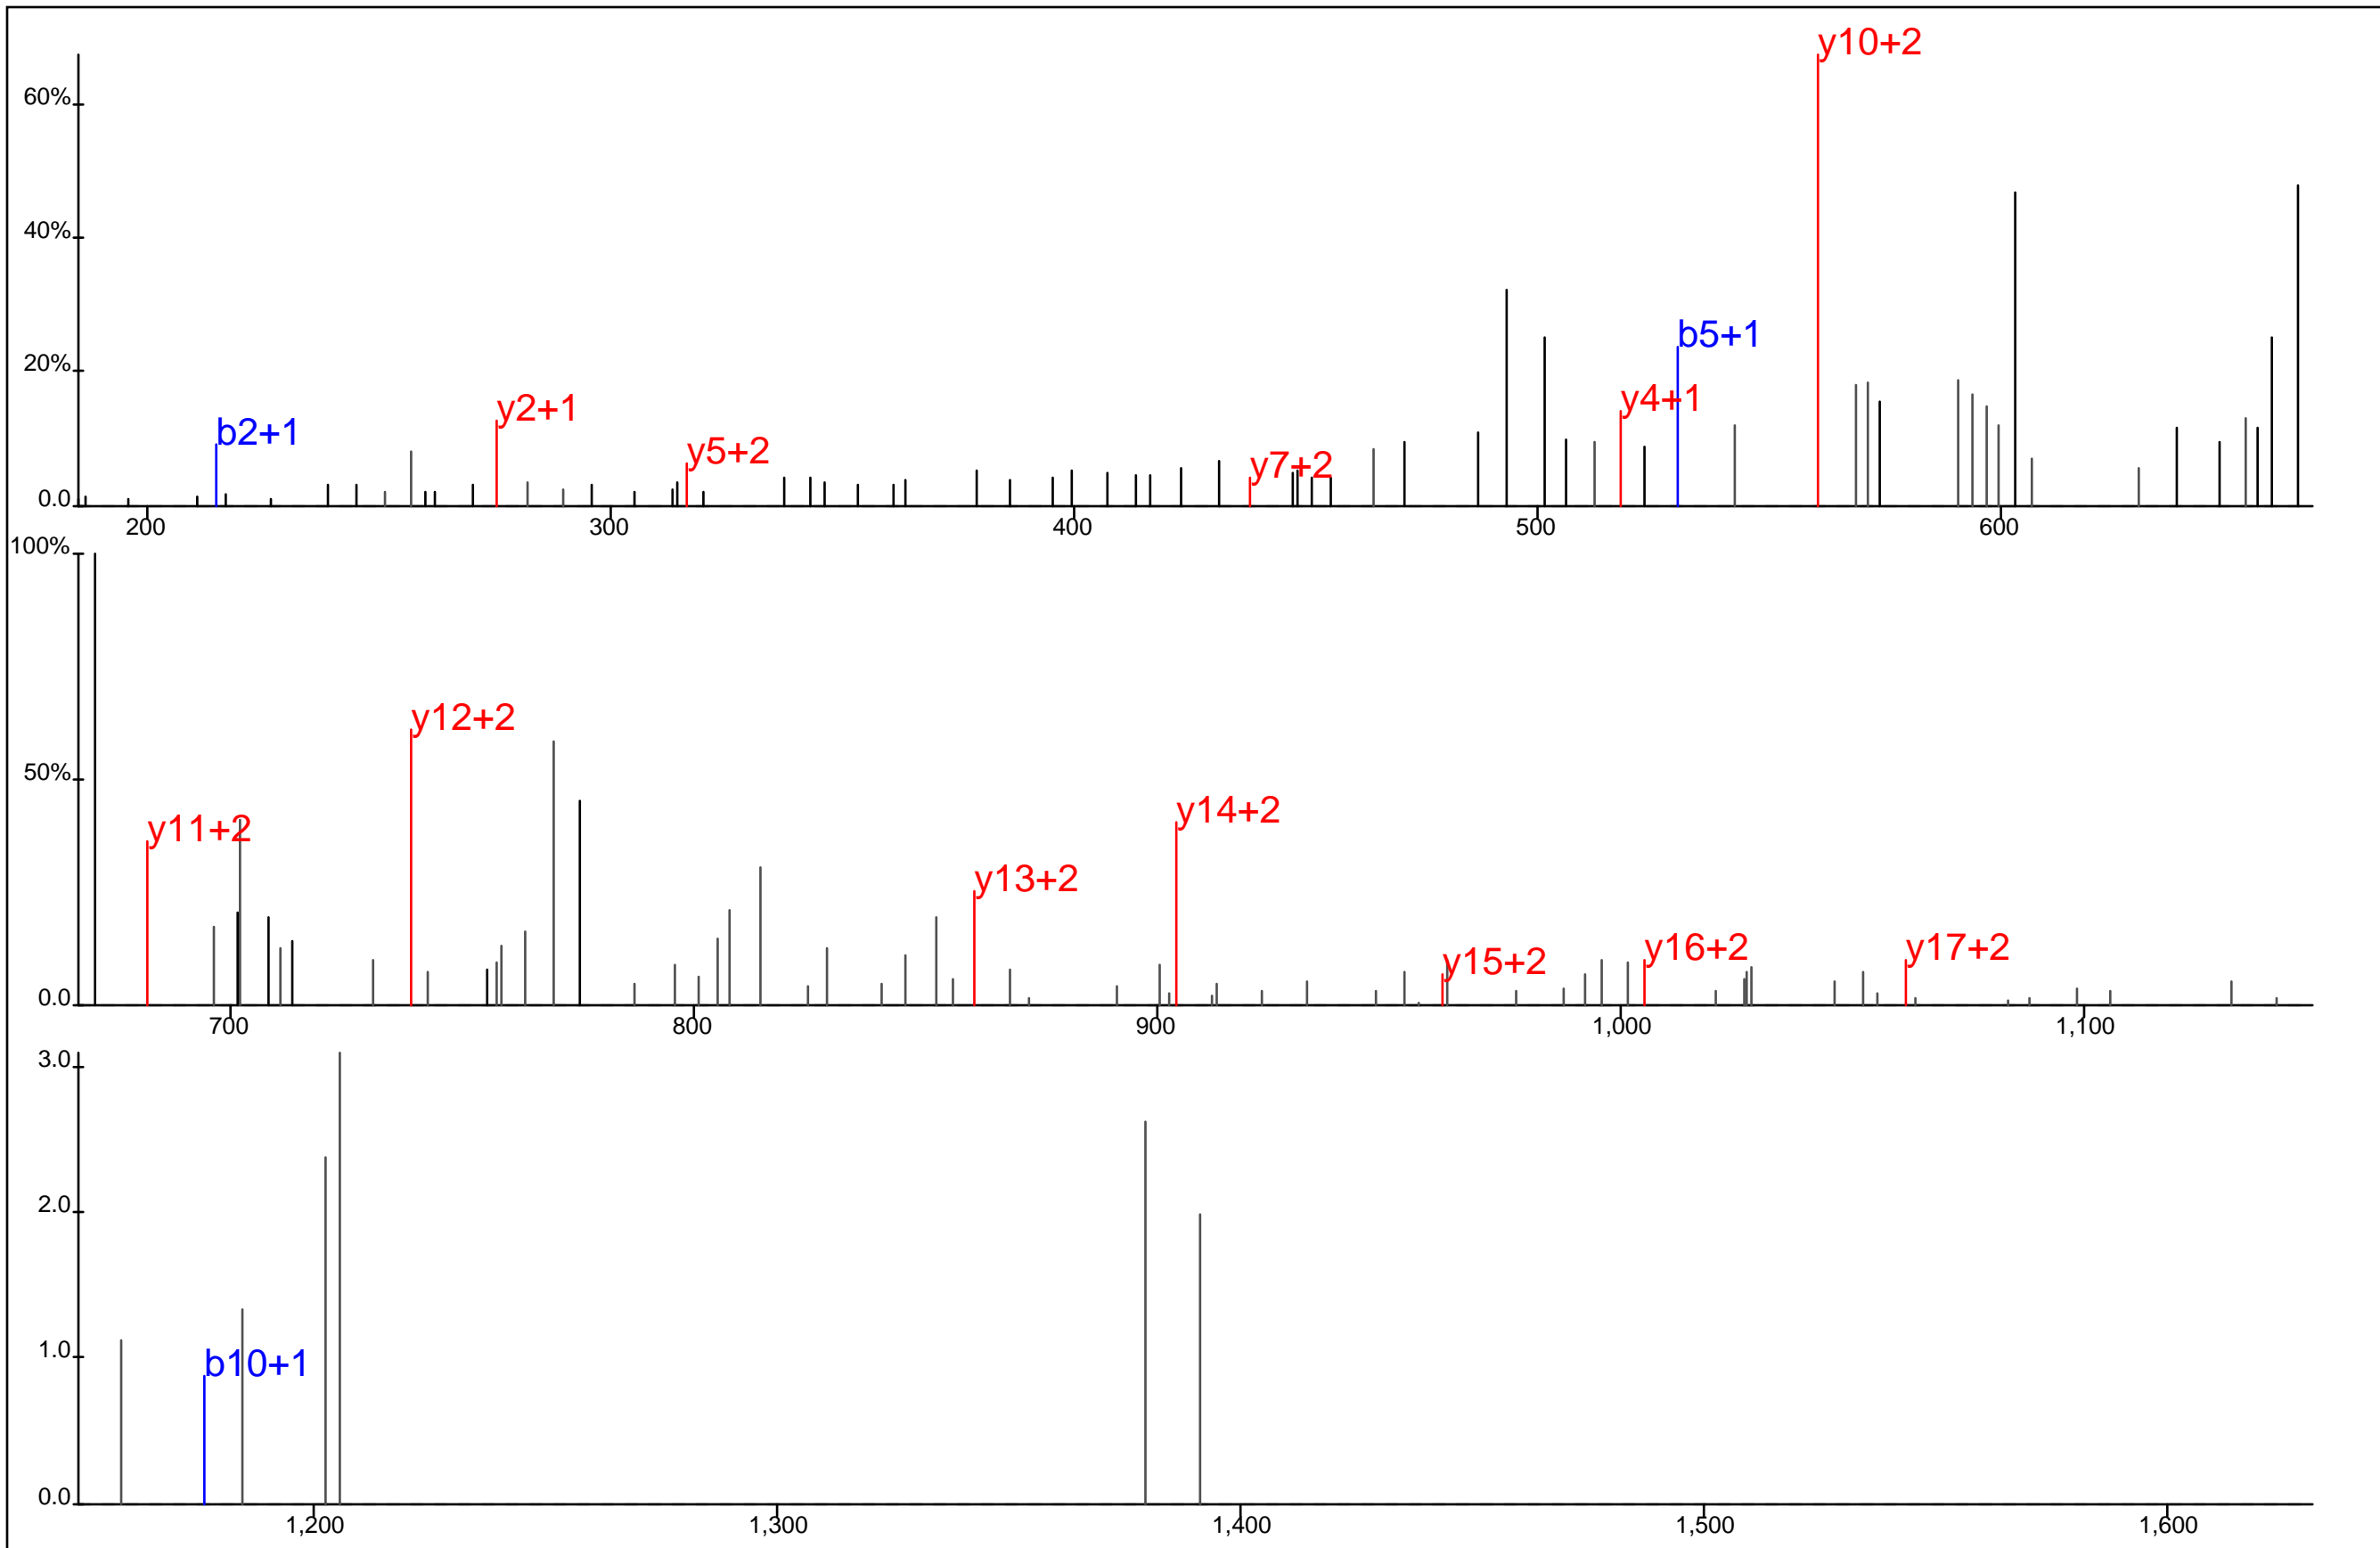 y10+2
60%
40%
b5+1
20%
y4+1
y2+1
b2+1
y5+2
y7+2
0.0
200 300 400 500 600
100%
y12+2
50%
y14+2
y11+2
y13+2
y16+2 y17+2
y15+2
0.0
700 800 900 1,000 1,100
3.0
2.0
1.0
b10+1
0.0
1,200 1,300 1,400 1,500 1,600